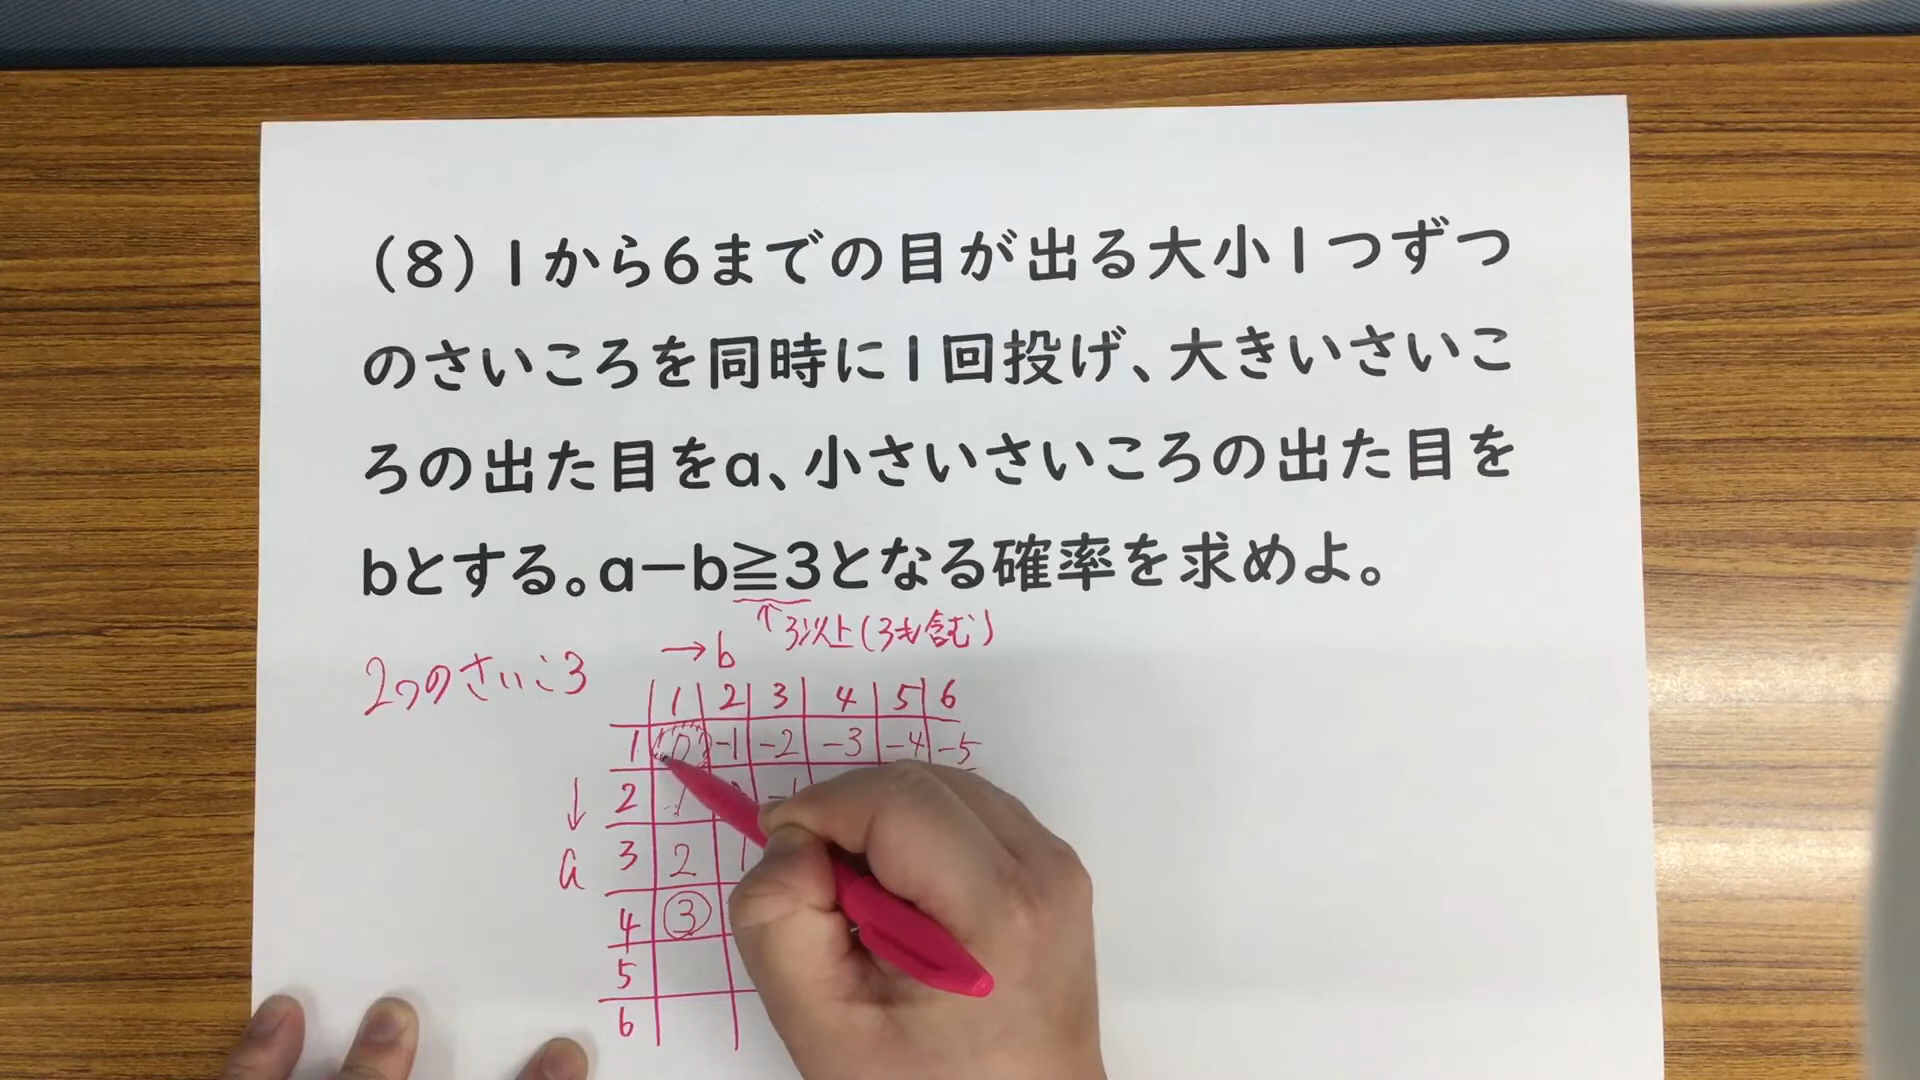 (8)1から6までの目が出る大小1つずつ
のさいころを同時に1回投げ、大きいさいこ
ろの出た目をa、小さいさいころの出た目を
bとする。a-b≧3となる確率を求めよ。
↑3以上(3も含む)
→b
2つのさいころ
1 2 3 4 5 6
1 0 -1 -2 -3 -4 -5
↓ 2 1 -1
a 3 2 1
4 ③
5
6